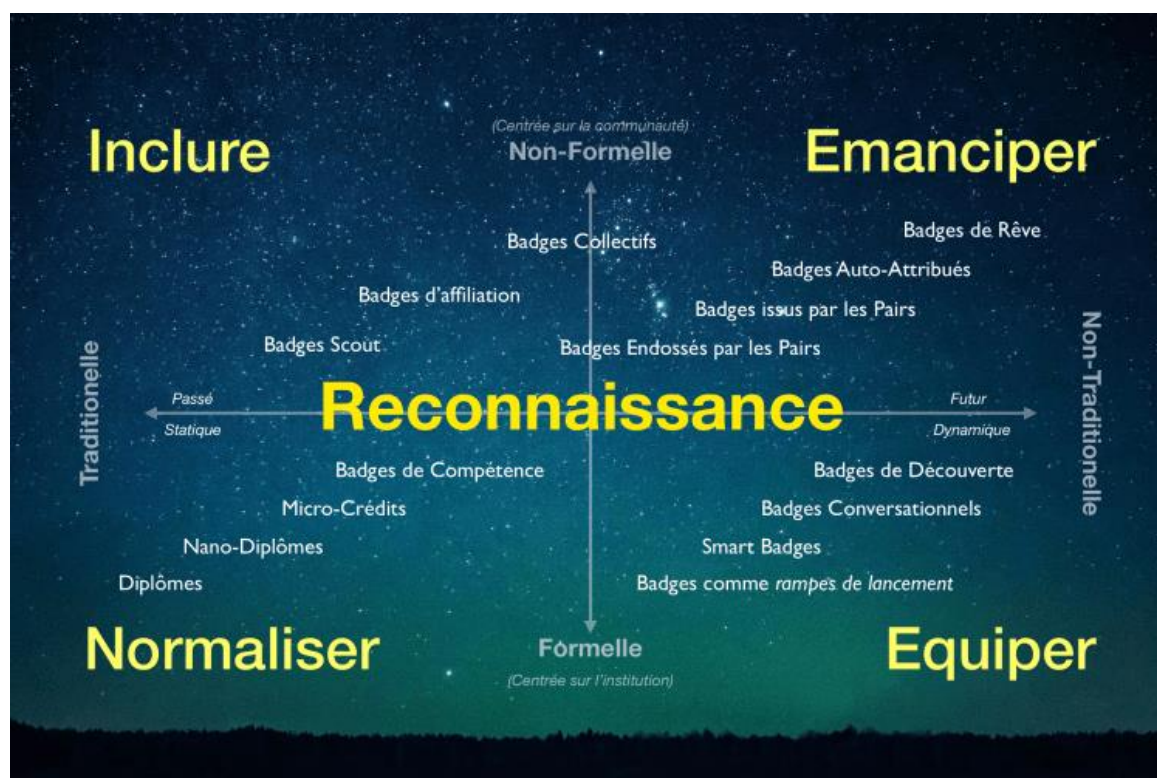 (Centrée sur la communauté)
Inclure
Non-Formelle
Emanciper
Badges de Rêve
Badges Collectifs
Badges Auto-Attribués
Badges d'affiliation
Badges issus par les Pairs
Badges Scout
Badges Endossés par les Pairs
Traditionelle
Passé
Statique
Reconnaissance
Futur
Dynamique
Non-Traditionelle
Badges de Compétence
Badges de Découverte
Micro-Crédits
Badges Conversationnels
Nano-Diplômes
Smart Badges
Diplômes
Badges comme rampes de lancement
Normaliser
Formelle
Equiper
(Centrée sur l'institution)